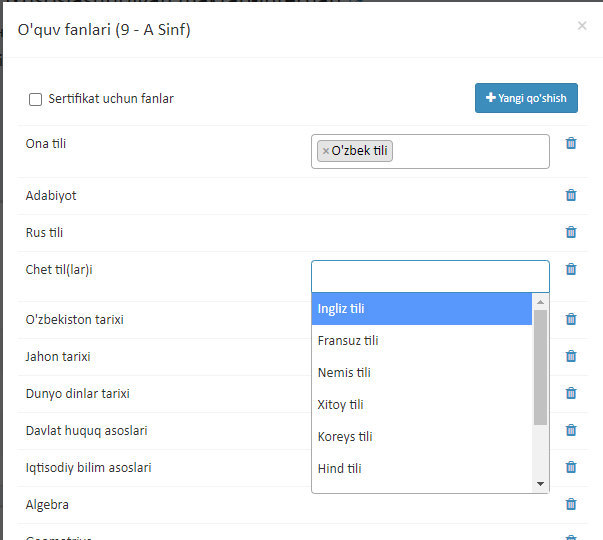 O'quv fanlari (9 - A Sinf)
×
Sertifikat uchun fanlar
+ Yangi qo'shish
Ona tili
× O'zbek tili
Adabiyot
Rus tili
Chet til(lar)i
Ingliz tili
O'zbekiston tarixi
Fransuz tili
Jahon tarixi
Nemis tili
Dunyo dinlar tarixi
Xitoy tili
Davlat huquq asoslari
Koreys tili
Iqtisodiy bilim asoslari
Hind tili
Algebra